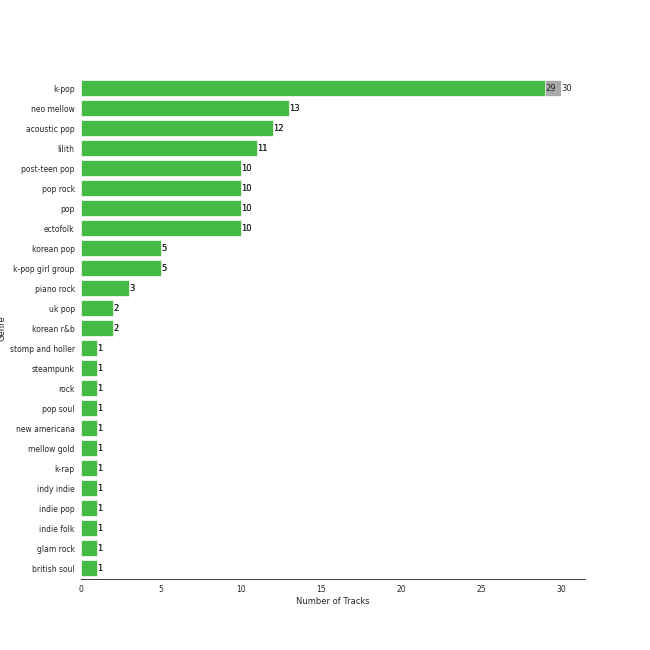 k-pop 29 30
neo mellow 13
acoustic pop 12
lilith 11
post-teen pop 10
pop rock 10
pop 10
ectofolk 10
korean pop 5
k-pop girl group 5
piano rock 3
uk pop 2
korean r&b 2
stomp and holler 1
steampunk 1
rock 1
pop soul 1
new americana 1
mellow gold 1
k-rap 1
indy indie 1
indie pop 1
indie folk 1
glam rock 1
british soul 1
Genre
0 5 10 15 20 25 30
Number of Tracks